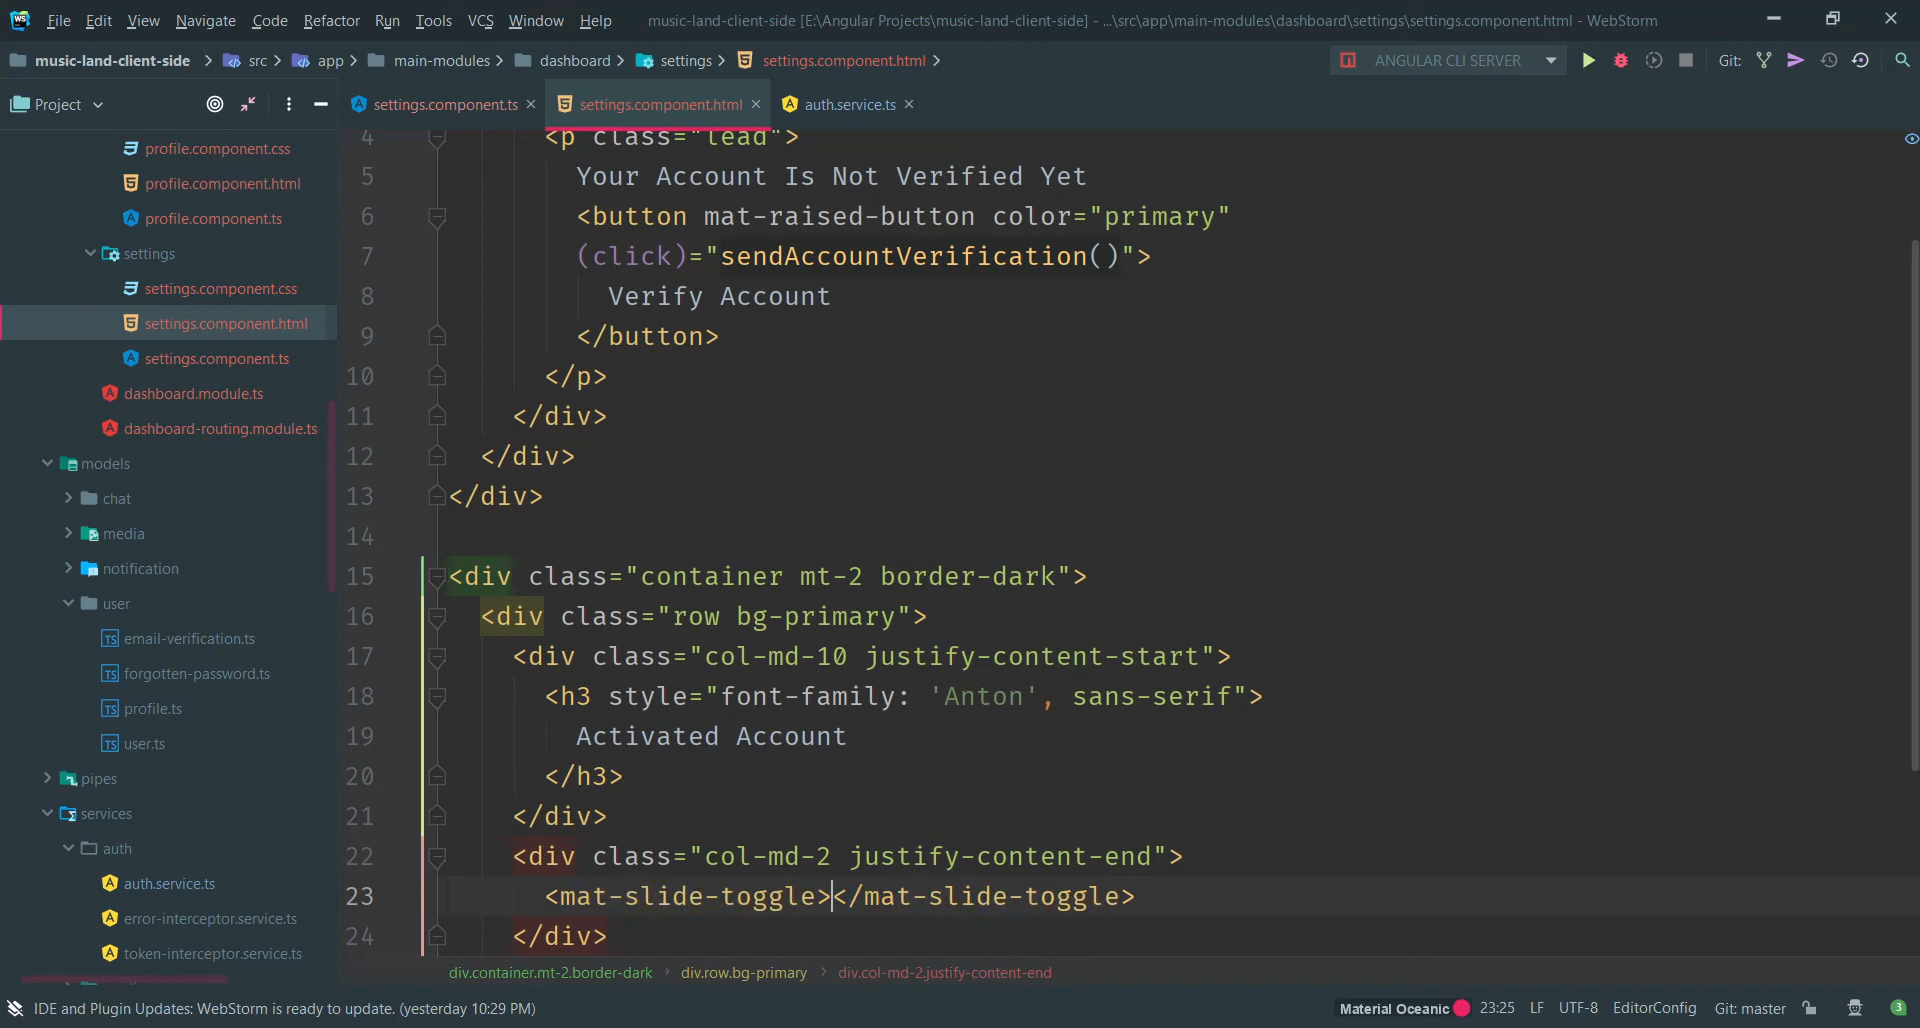 WS File Edit View Navigate Code Refactor Run Tools VCS Window Help music-land-client-side [E:\Angular Projects\music-land-client-side] - ...\src\app\main-modules\dashboard\settings\settings.component.html - WebStorm
music-land-client-side src app main-modules dashboard settings settings.component.html ANGULAR CLI SERVER Git:
Project settings.component.ts settings.component.html auth.service.ts
profile.component.css
profile.component.html
profile.component.ts
settings
settings.component.css
settings.component.html
settings.component.ts
dashboard.module.ts
dashboard-routing.module.ts
models
chat
media
notification
user
email-verification.ts
forgotten-password.ts
profile.ts
user.ts
pipes
services
auth
auth.service.ts
error-interceptor.service.ts
token-interceptor.service.ts
4 <p class="lead">
5 Your Account Is Not Verified Yet
6 <button mat-raised-button color="primary"
7 (click)="sendAccountVerification()">
8 Verify Account
9 </button>
10 </p>
11 </div>
12 </div>
13 </div>
14
15 <div class="container mt-2 border-dark">
16 <div class="row bg-primary">
17 <div class="col-md-10 justify-content-start">
18 <h3 style="font-family: 'Anton', sans-serif">
19 Activated Account
20 </h3>
21 </div>
22 <div class="col-md-2 justify-content-end">
23 <mat-slide-toggle></mat-slide-toggle>
24 </div>
div.container.mt-2.border-dark div.row.bg-primary div.col-md-2.justify-content-end
IDE and Plugin Updates: WebStorm is ready to update. (yesterday 10:29 PM) Material Oceanic 23:25 LF UTF-8 EditorConfig Git: master 3